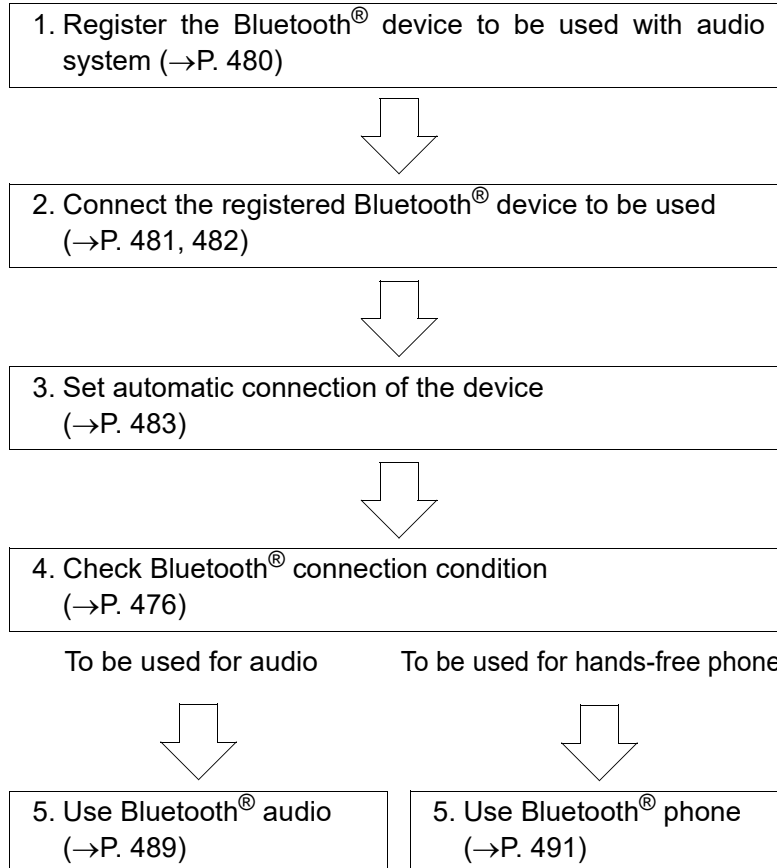 1. Register the Bluetooth® device to be used with audio
system (→P. 480)
2. Connect the registered Bluetooth® device to be used
(→P. 481, 482)
3. Set automatic connection of the device
(→P. 483)
4. Check Bluetooth® connection condition
(→P. 476)
To be used for audio
To be used for hands-free phone
5. Use Bluetooth® audio
(→P. 489)
5. Use Bluetooth® phone
(→P. 491)